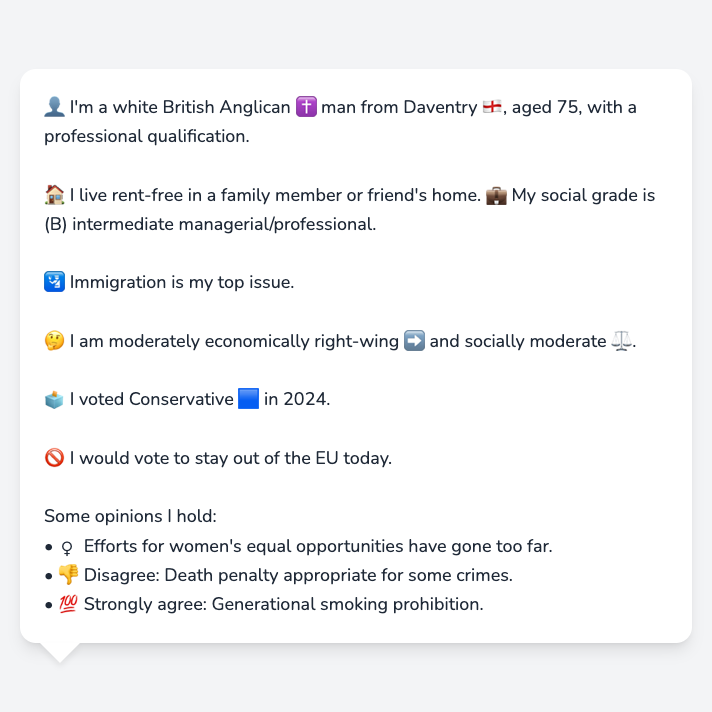 👤 I'm a white British Anglican ✝️ man from Daventry 🏴󠁧󠁢󠁥󠁮󠁧󠁿, aged 75, with a
professional qualification.
🏠 I live rent-free in a family member or friend's home. 💼 My social grade is
(B) intermediate managerial/professional.
🛂 Immigration is my top issue.
🤔 I am moderately economically right-wing ➡️ and socially moderate ⚖️.
🗳️ I voted Conservative 🟦 in 2024.
🚫 I would vote to stay out of the EU today.
Some opinions I hold:
• ♀ Efforts for women's equal opportunities have gone too far.
• 👎 Disagree: Death penalty appropriate for some crimes.
• 💯 Strongly agree: Generational smoking prohibition.